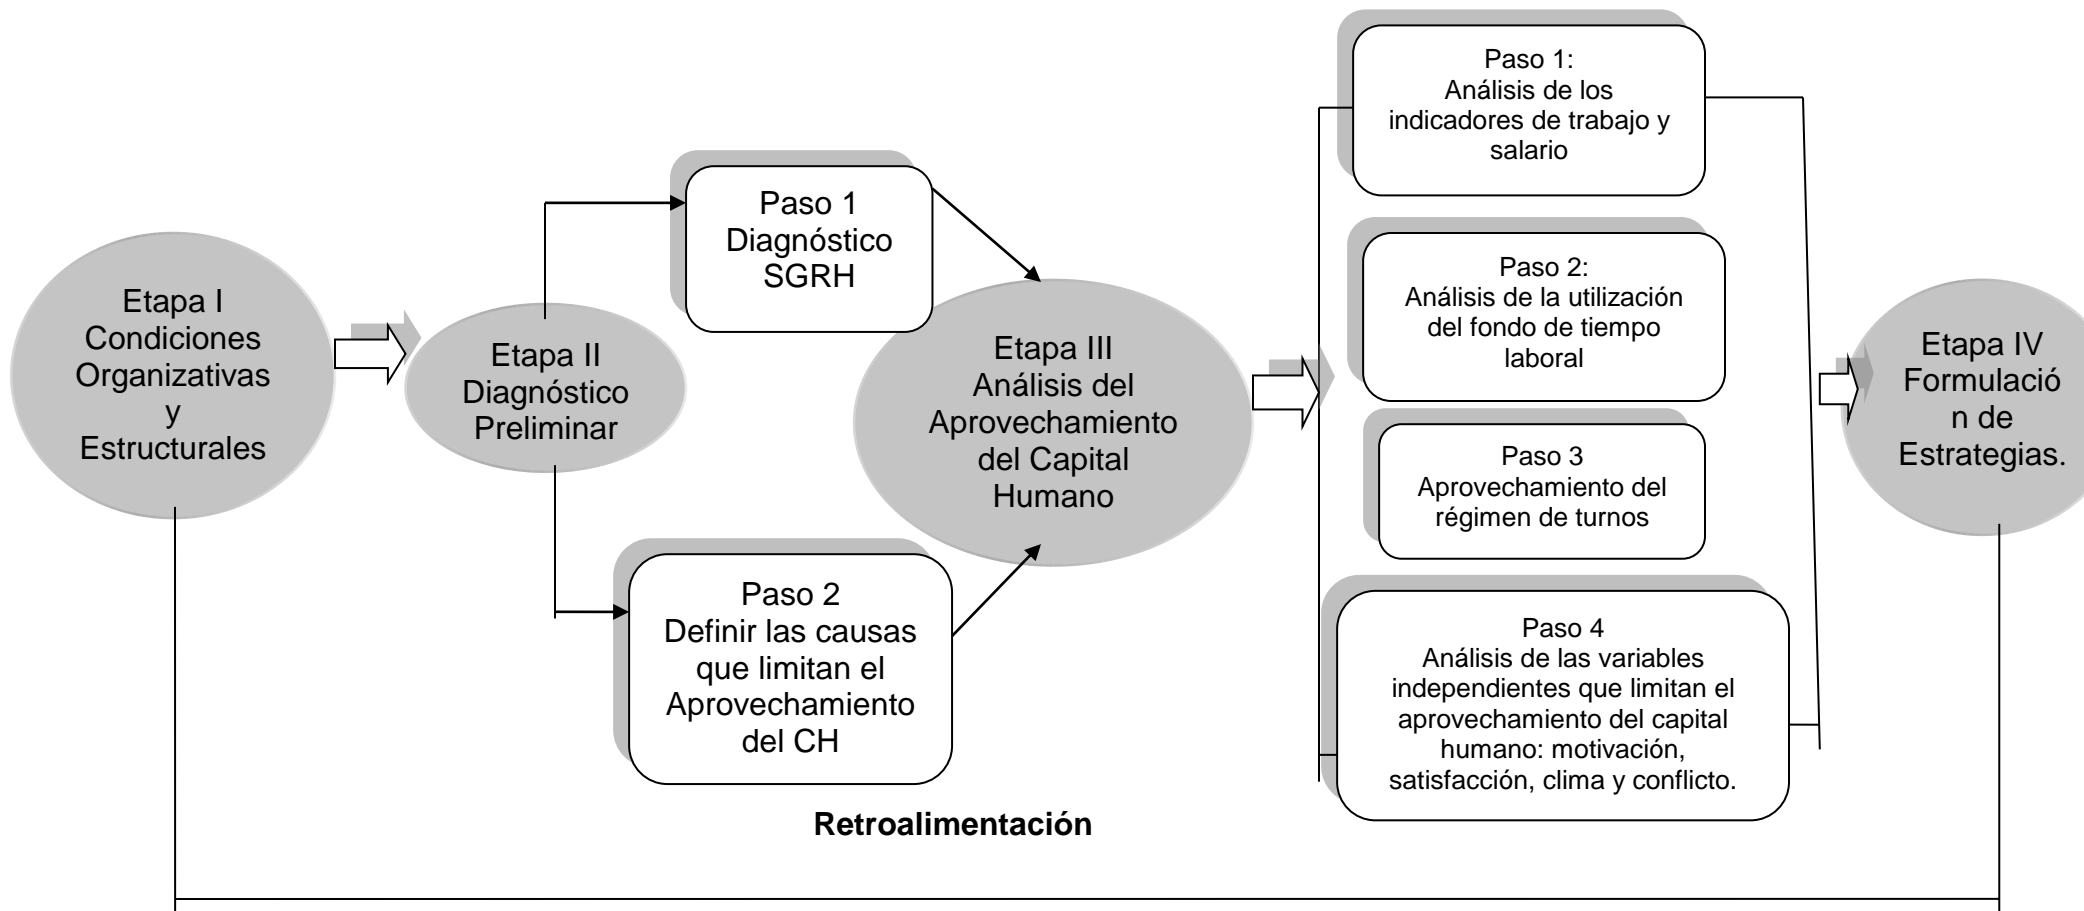 Etapa I
Condiciones
Organizativas
y
Estructurales
Etapa II
Diagnóstico
Preliminar
Paso 1
Diagnóstico
SGRH
Paso 2
Definir las causas
que limitan el
Aprovechamiento
del CH
Etapa III
Análisis del
Aprovechamiento
del Capital
Humano
Paso 1:
Análisis de los
indicadores de trabajo y
salario
Paso 2:
Análisis de la utilización
del fondo de tiempo
laboral
Paso 3
Aprovechamiento del
régimen de turnos
Paso 4
Análisis de las variables
independientes que limitan el
aprovechamiento del capital
humano: motivación,
satisfacción, clima y conflicto.
Etapa IV
Formulació
n de
Estrategias.
Retroalimentación